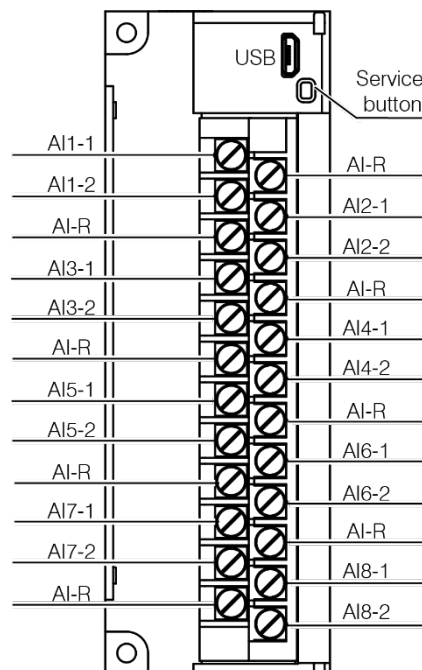 USB
Service
button
AI1-1
AI-R
AI1-2
AI2-1
AI-R
AI2-2
AI3-1
AI-R
AI3-2
AI4-1
AI-R
AI4-2
AI5-1
AI-R
AI5-2
AI6-1
AI-R
AI6-2
AI7-1
AI-R
AI7-2
AI8-1
AI-R
AI8-2